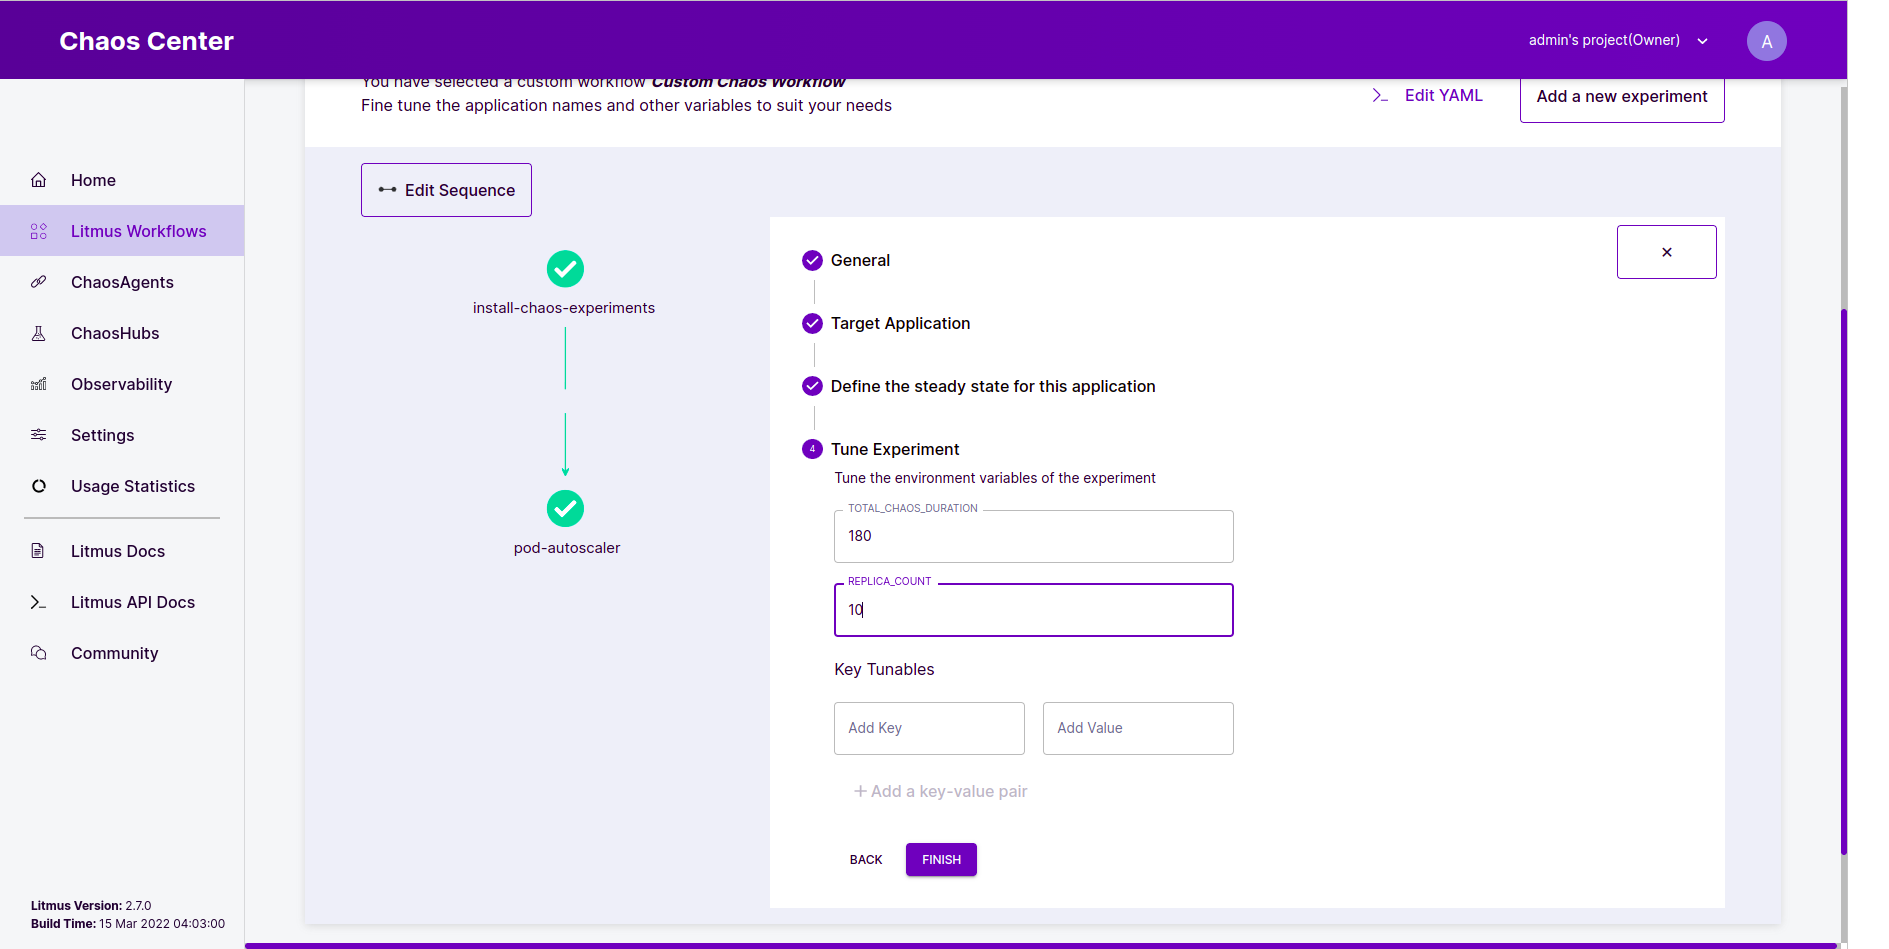 Chaos Center
admin's project(Owner)
A
You have selected a custom workflow Custom Chaos Workflow
Fine tune the application names and other variables to suit your needs
Edit YAML
Add a new experiment
Home
Litmus Workflows
ChaosAgents
ChaosHubs
Observability
Settings
Usage Statistics
Litmus Docs
Litmus API Docs
Community
Litmus Version: 2.7.0
Build Time: 15 Mar 2022 04:03:00
Edit Sequence
install-chaos-experiments
pod-autoscaler
General
Target Application
Define the steady state for this application
4 Tune Experiment
Tune the environment variables of the experiment
TOTAL_CHAOS_DURATION
180
REPLICA_COUNT
10
Key Tunables
Add Key
Add Value
+ Add a key-value pair
BACK
FINISH